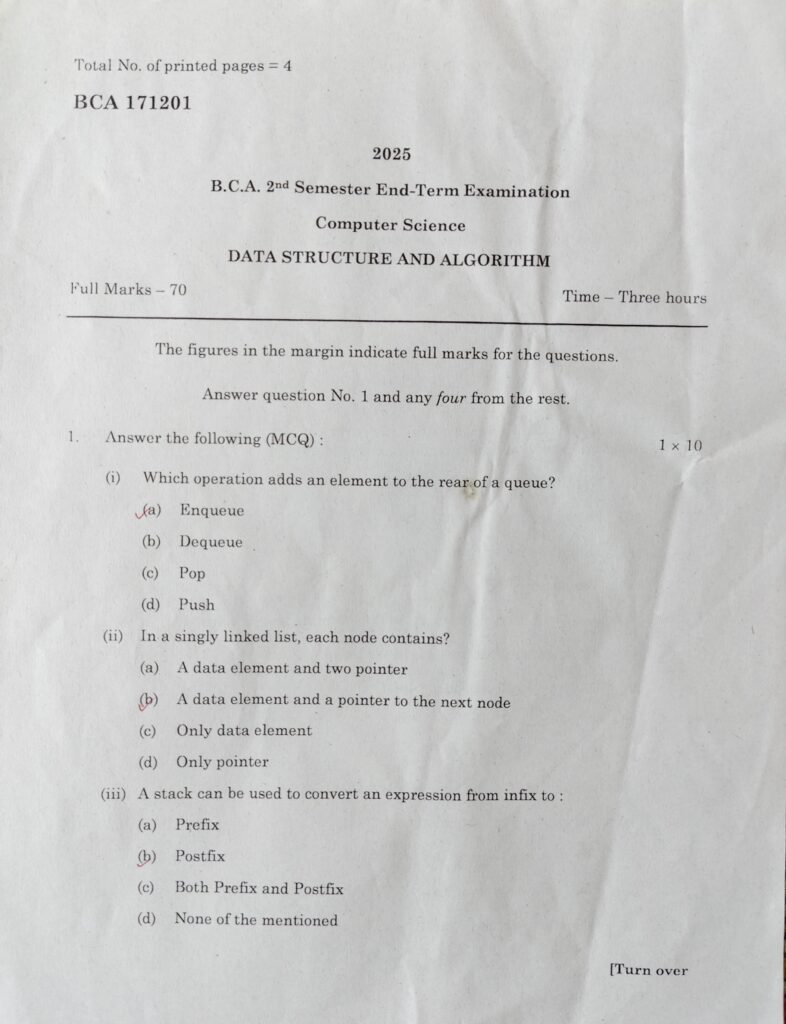 Total No. of printed pages = 4
BCA 171201
2025
B.C.A. 2nd Semester End-Term Examination
Computer Science
DATA STRUCTURE AND ALGORITHM
Full Marks – 70
Time – Three hours
The figures in the margin indicate full marks for the questions.
Answer question No. 1 and any four from the rest.
1. Answer the following (MCQ) : 1 × 10
(i) Which operation adds an element to the rear of a queue?
(a) Enqueue
(b) Dequeue
(c) Pop
(d) Push
(ii) In a singly linked list, each node contains?
(a) A data element and two pointer
(b) A data element and a pointer to the next node
(c) Only data element
(d) Only pointer
(iii) A stack can be used to convert an expression from infix to :
(a) Prefix
(b) Postfix
(c) Both Prefix and Postfix
(d) None of the mentioned
[Turn over